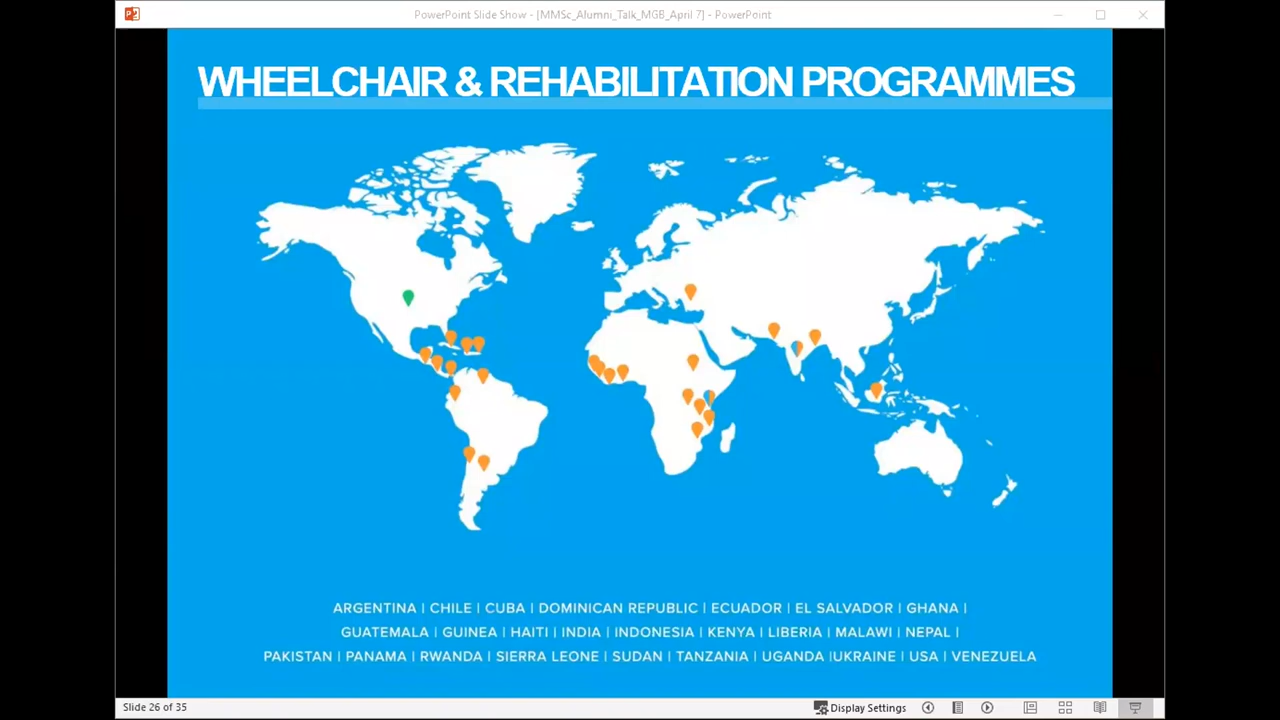 PowerPoint Slide Show - [MMSc_Alumni_Talk_MGB_April 7] - PowerPoint
WHEELCHAIR & REHABILITATION PROGRAMMES
ARGENTINA | CHILE | CUBA | DOMINICAN REPUBLIC | ECUADOR | EL SALVADOR | GHANA |
GUATEMALA | GUINEA | HAITI | INDIA | INDONESIA | KENYA | LIBERIA | MALAWI | NEPAL |
PAKISTAN | PANAMA | RWANDA | SIERRA LEONE | SUDAN | TANZANIA | UGANDA |UKRAINE | USA | VENEZUELA
Slide 26 of 35
Display Settings